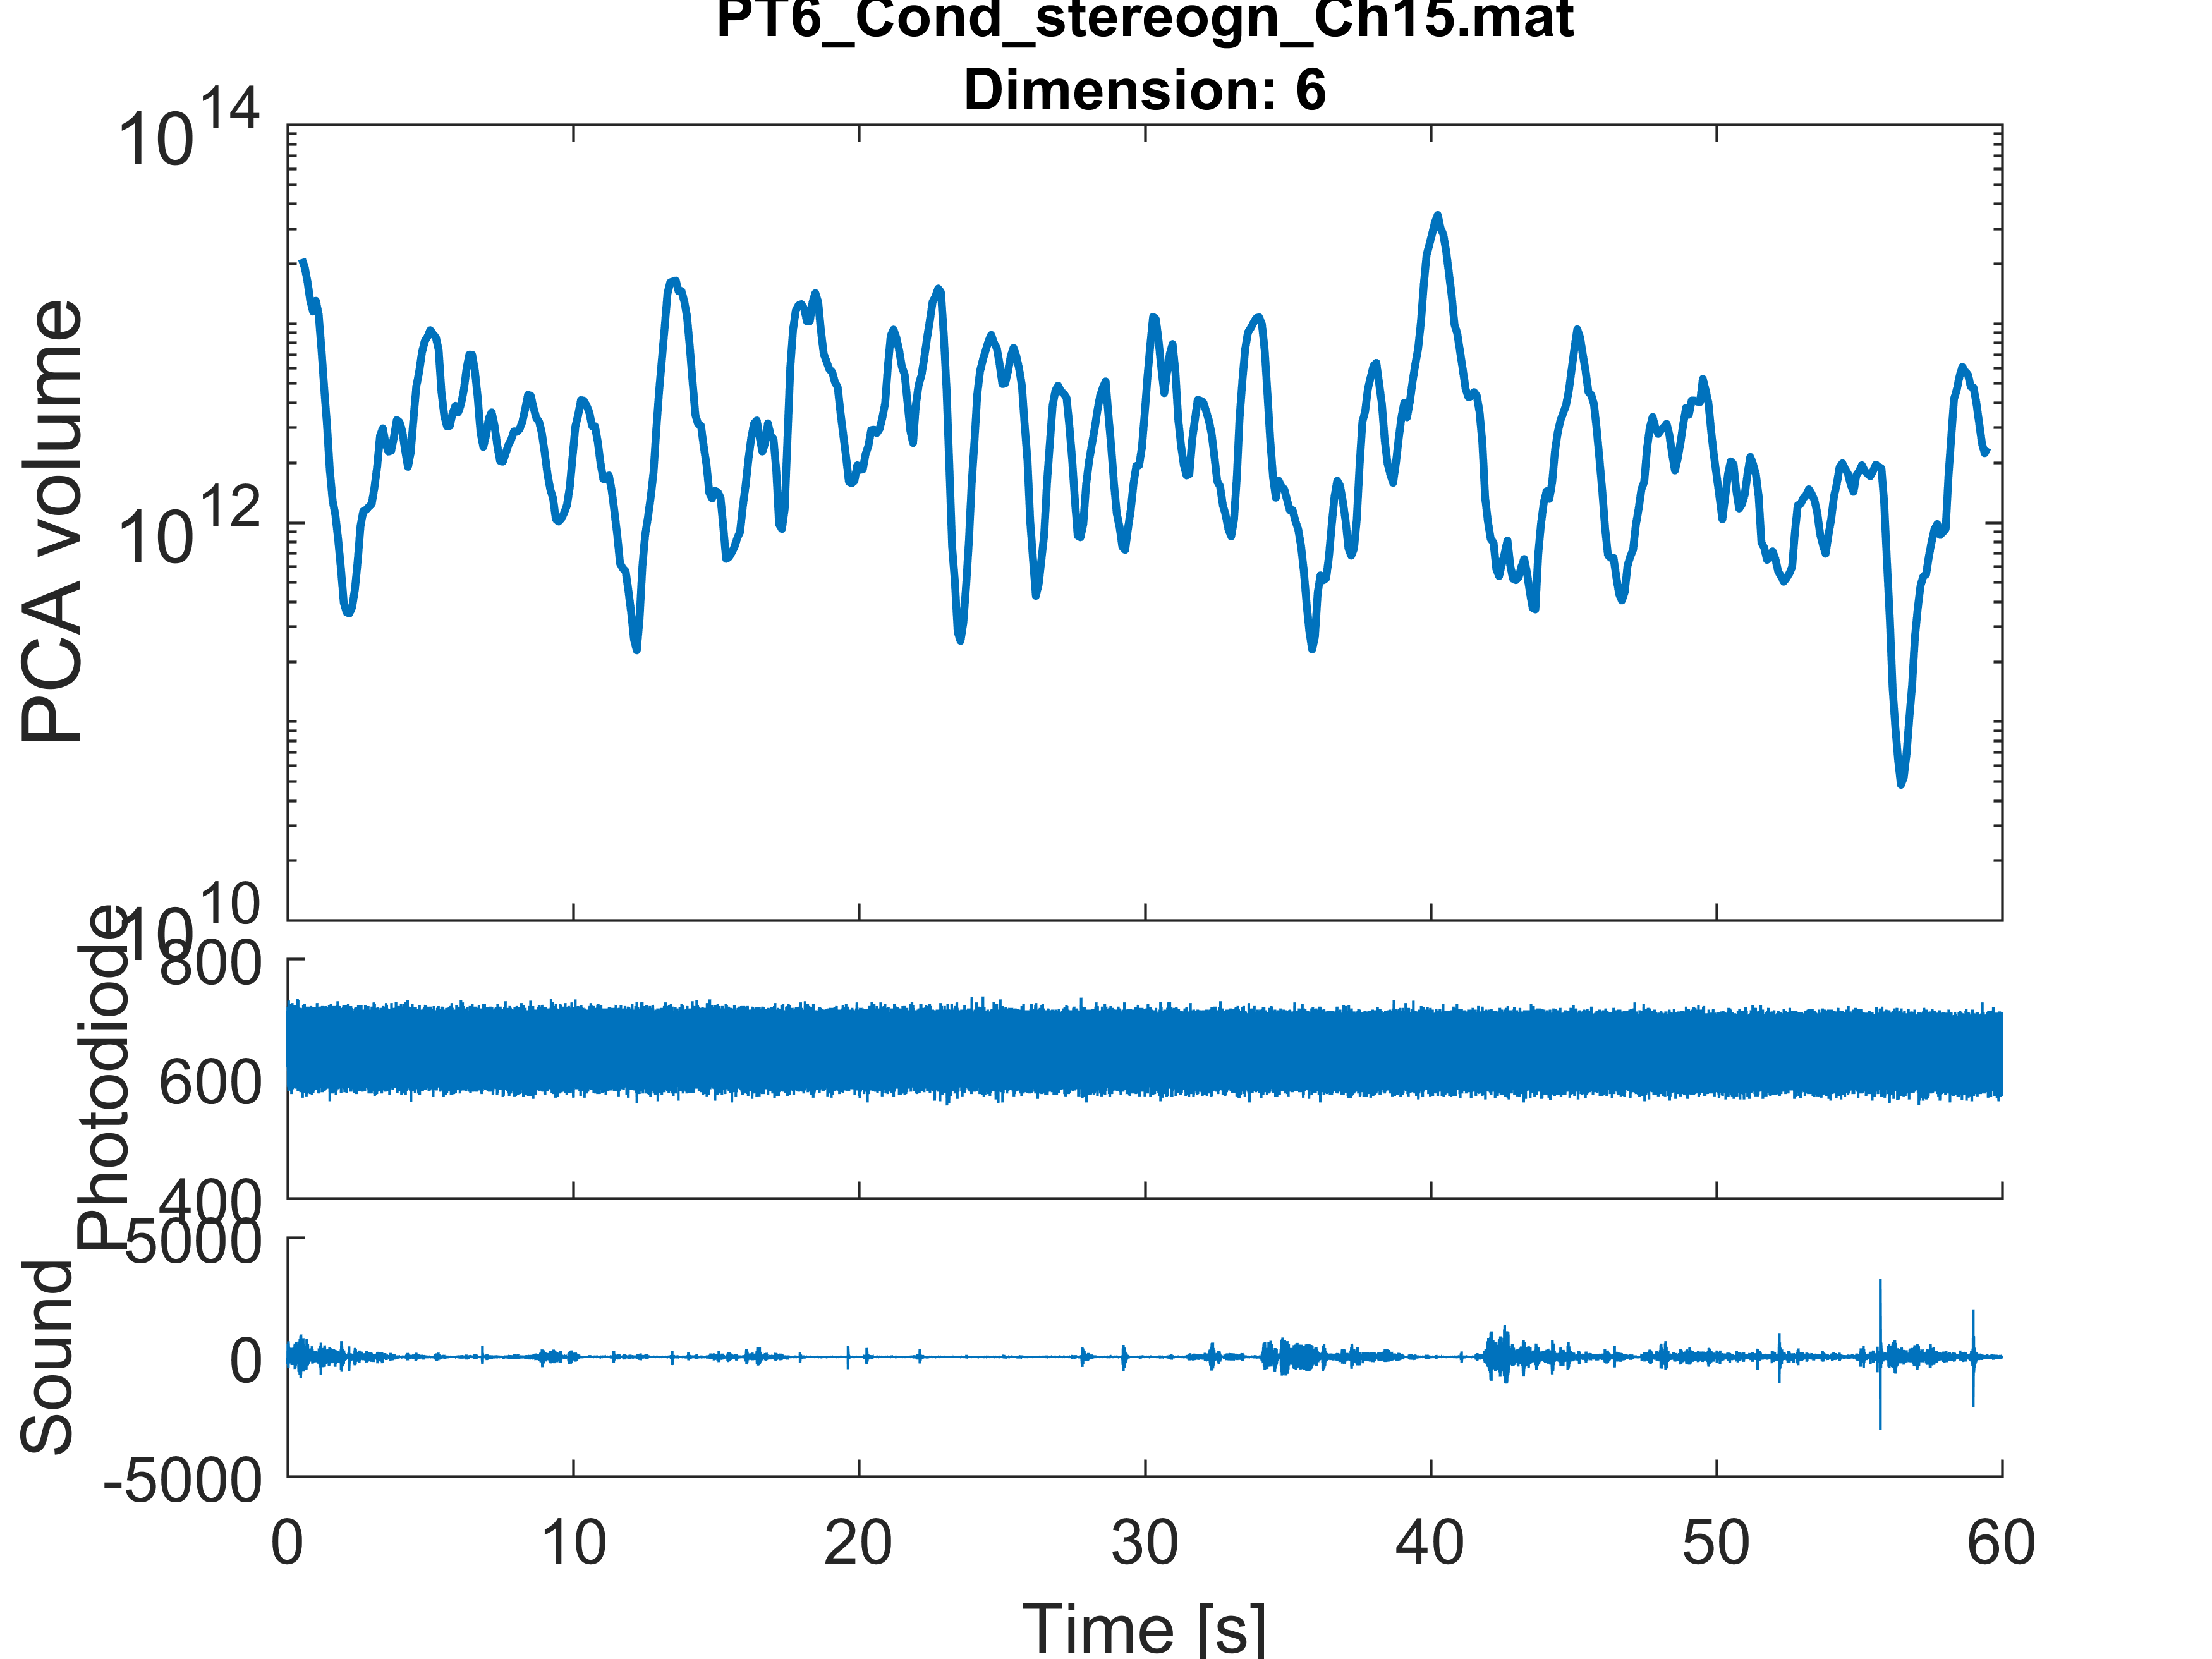 PT6_Cond_stereogn_Ch15.mat
Dimension: 6
10^14
10^12
10^10
PCA volume
800
600
400
Photodiode
5000
0
-5000
Sound
0 10 20 30 40 50 60
Time [s]